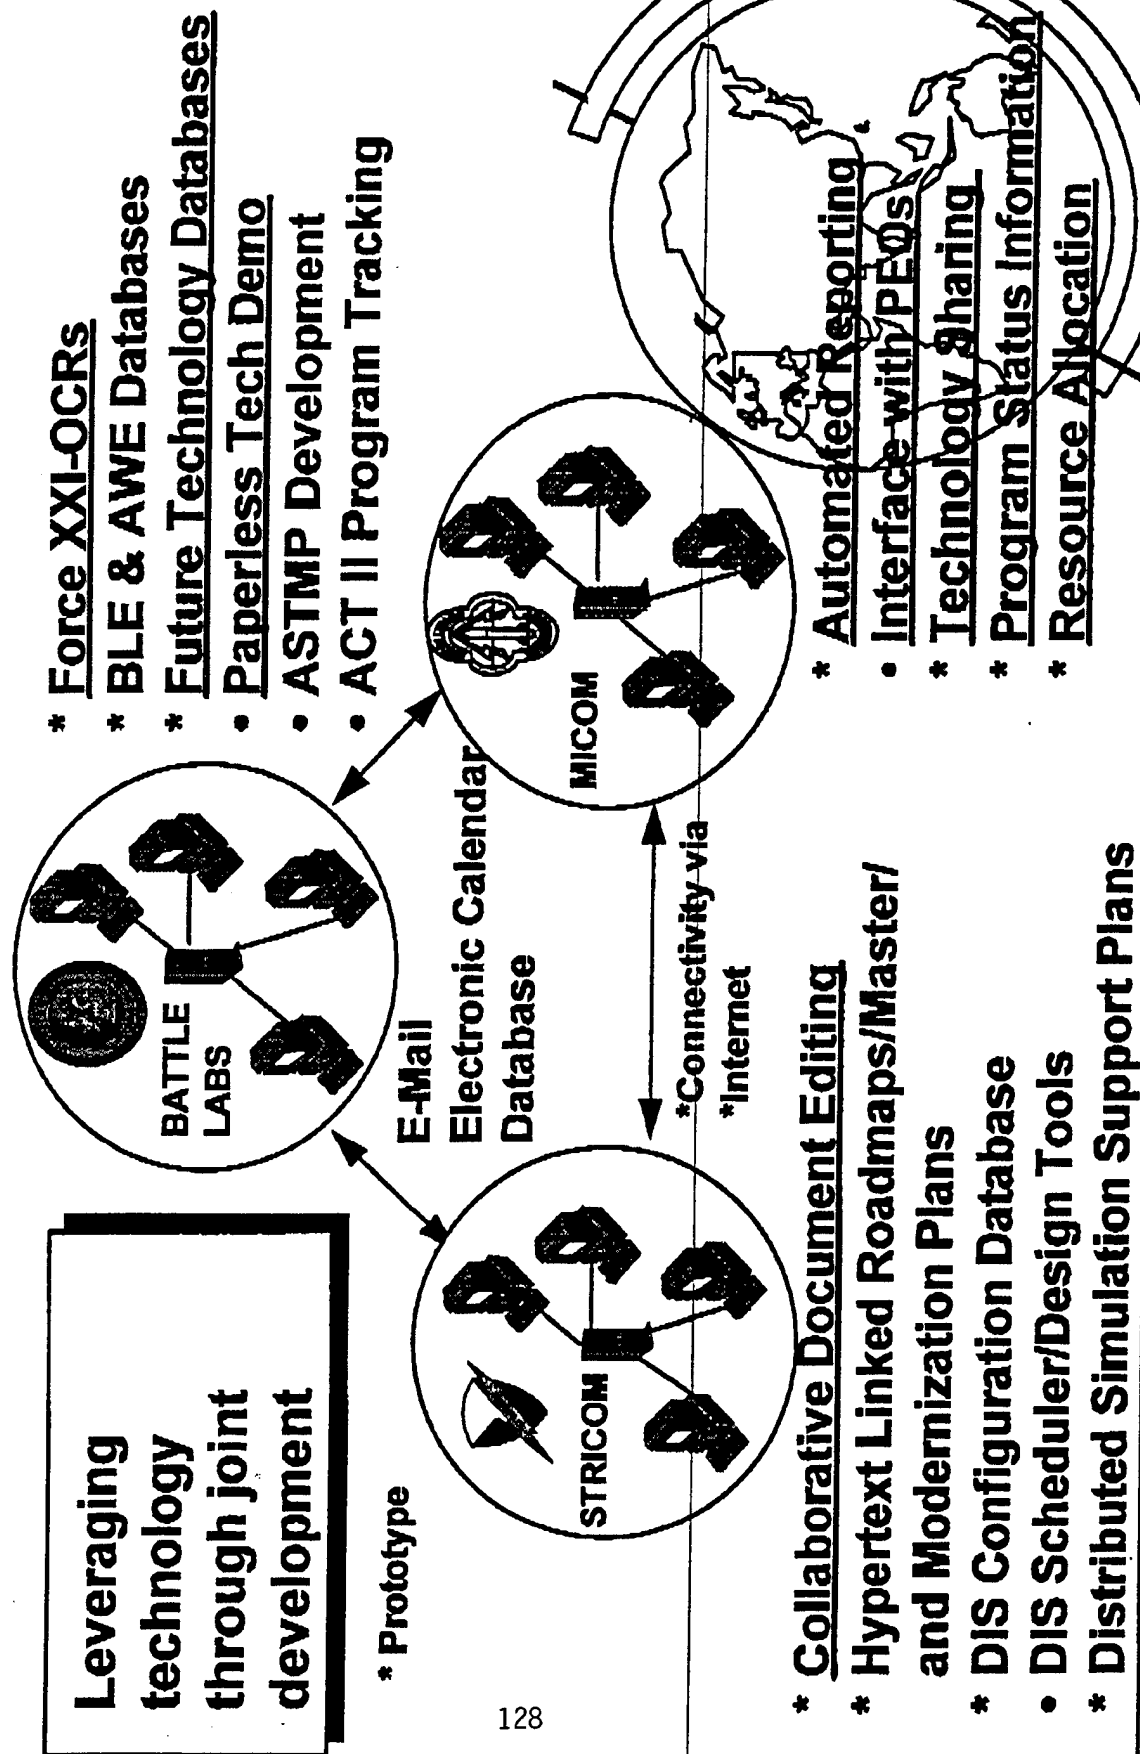 Leveraging
technology
through joint
development
* Prototype
BATTLE
LABS
* Force XXI-OCRs
* BLE & AWE Databases
* Future Technology Databases
• Paperless Tech Demo
• ASTMP Development
• ACT II Program Tracking
E-Mail
Electronic Calendar
Database
STRICOM
MICOM
*Connectivity via
*Internet
* Collaborative Document Editing
* Hypertext Linked Roadmaps/Master/
and Modernization Plans
* DIS Configuration Database
• DIS Scheduler/Design Tools
* Distributed Simulation Support Plans
* Automated Reporting
• Interface with PEOs
* Technology Sharing
* Program Status Information
* Resource Allocation
128